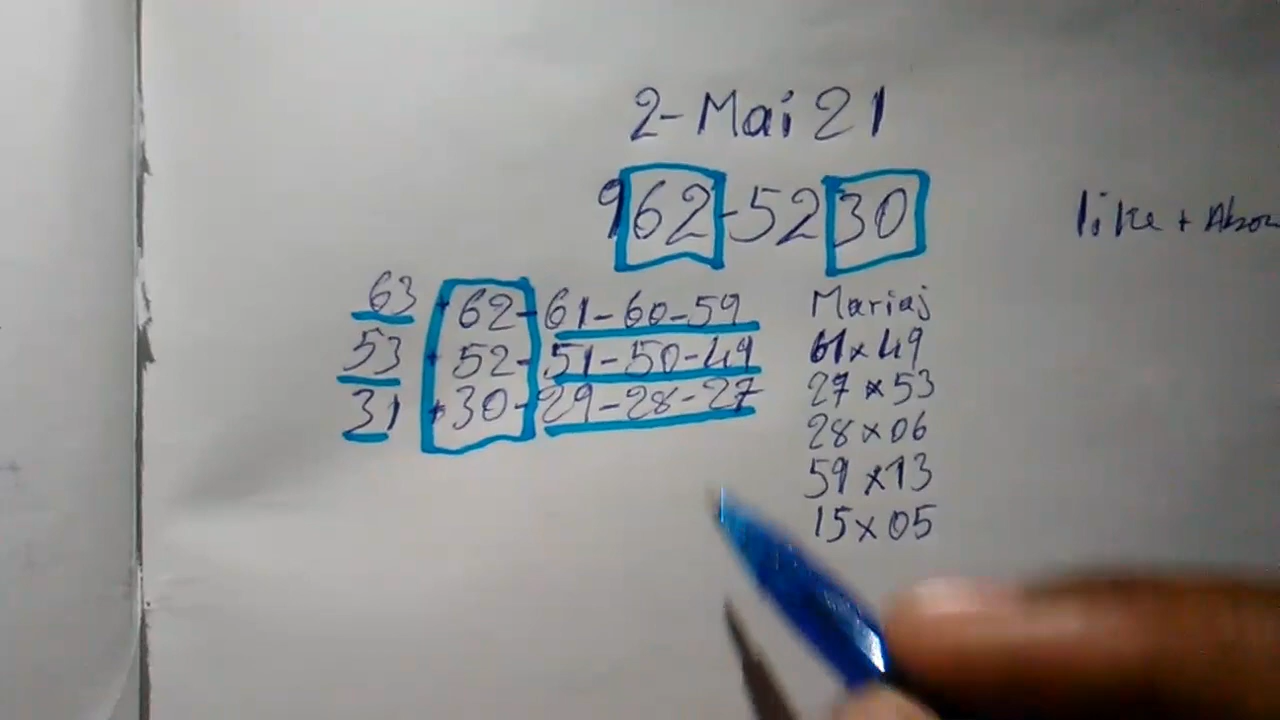 2-Mai 21
962-5230
like +
63 + 62-61-60-59
53 + 52-51-50-49
31 + 30-29-28-27
Mariaj
61x49
27x53
28x06
59x13
15x05